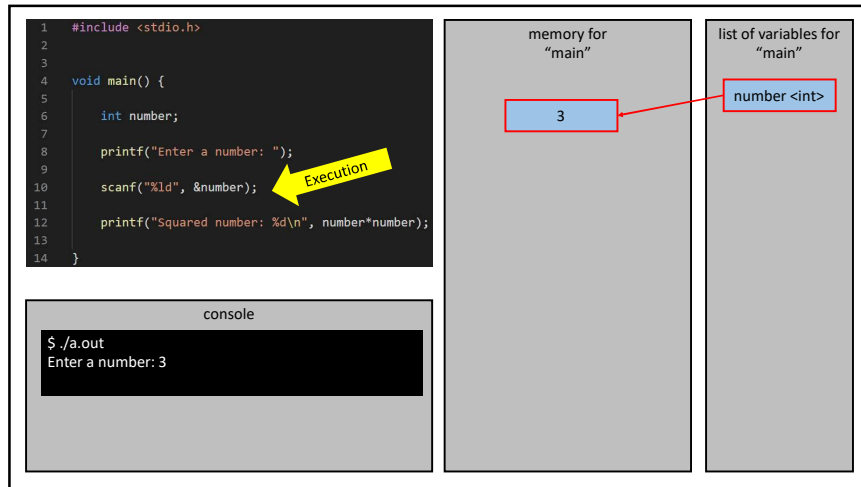 1 #include <stdio.h>
2
3
4 void main() {
5
6 int number;
7
8 printf("Enter a number: ");
9
10 scanf("%ld", &number);
11
12 printf("Squared number: %d\n", number*number);
13
14 }
Execution
console
$ ./a.out
Enter a number: 3
memory for
“main”
3
list of variables for
“main”
number <int>